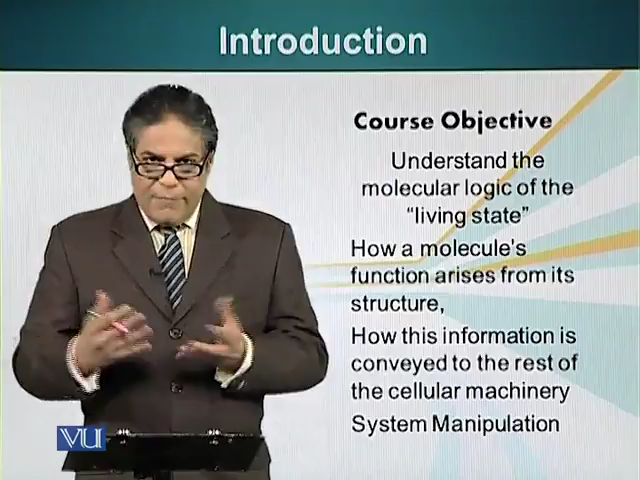 Introduction
Course Objective
Understand the
molecular logic of the
“living state”
How a molecule's
function arises from its
structure,
How this information is
conveyed to the rest of
the cellular machinery
System Manipulation
VU